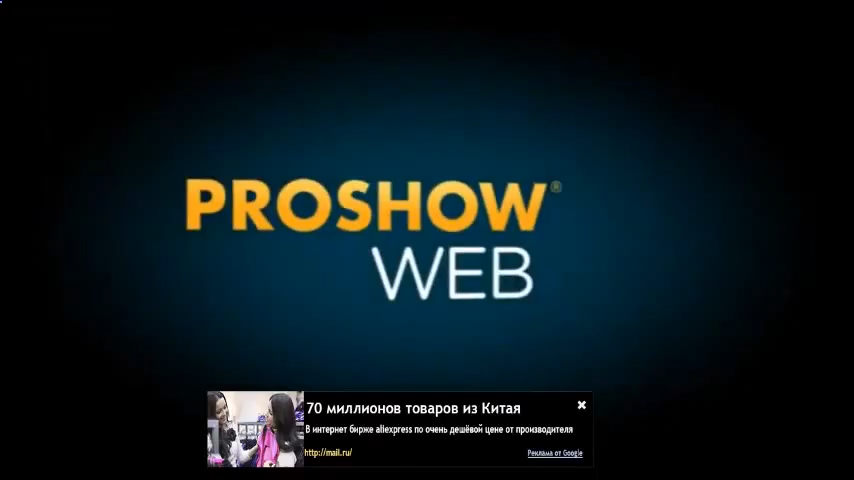 PROSHOW®
WEB
70 миллионов товаров из Китая
В интернет бирже aliexpress по очень дешёвой цене от производителя
http://mail.ru/
Реклама от Google